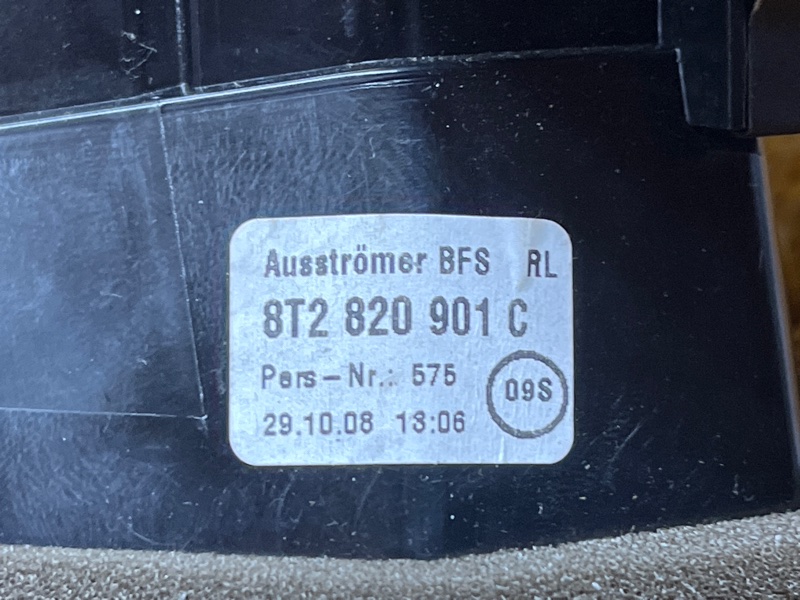 Ausströmer BFS RL
8T2 820 901 C
Pers-Nr.: 575
09S
29.10.08 13:06